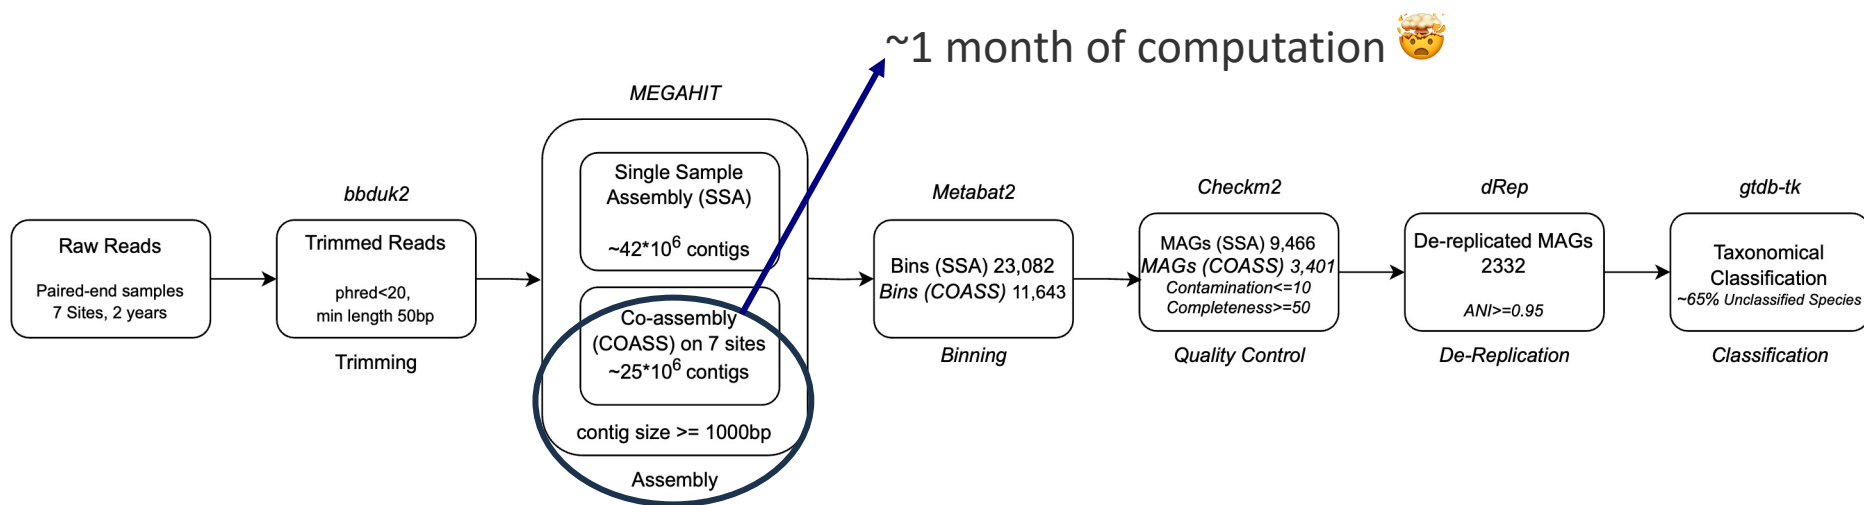 ~1 month of computation 🤯
MEGAHIT
Single Sample
Assembly (SSA)
~42*10^6 contigs
Co-assembly
(COASS) on 7 sites
~25*10^6 contigs
contig size >= 1000bp
Assembly
Raw Reads
Paired-end samples
7 Sites, 2 years
bbduk2
Trimmed Reads
phred<20,
min length 50bp
Trimming
Metabat2
Bins (SSA) 23,082
Bins (COASS) 11,643
Binning
Checkm2
MAGs (SSA) 9,466
MAGs (COASS) 3,401
Contamination<=10
Completeness>=50
Quality Control
dRep
De-replicated MAGs
2332
ANI>=0.95
De-Replication
gtdb-tk
Taxonomical
Classification
~65% Unclassified Species
Classification